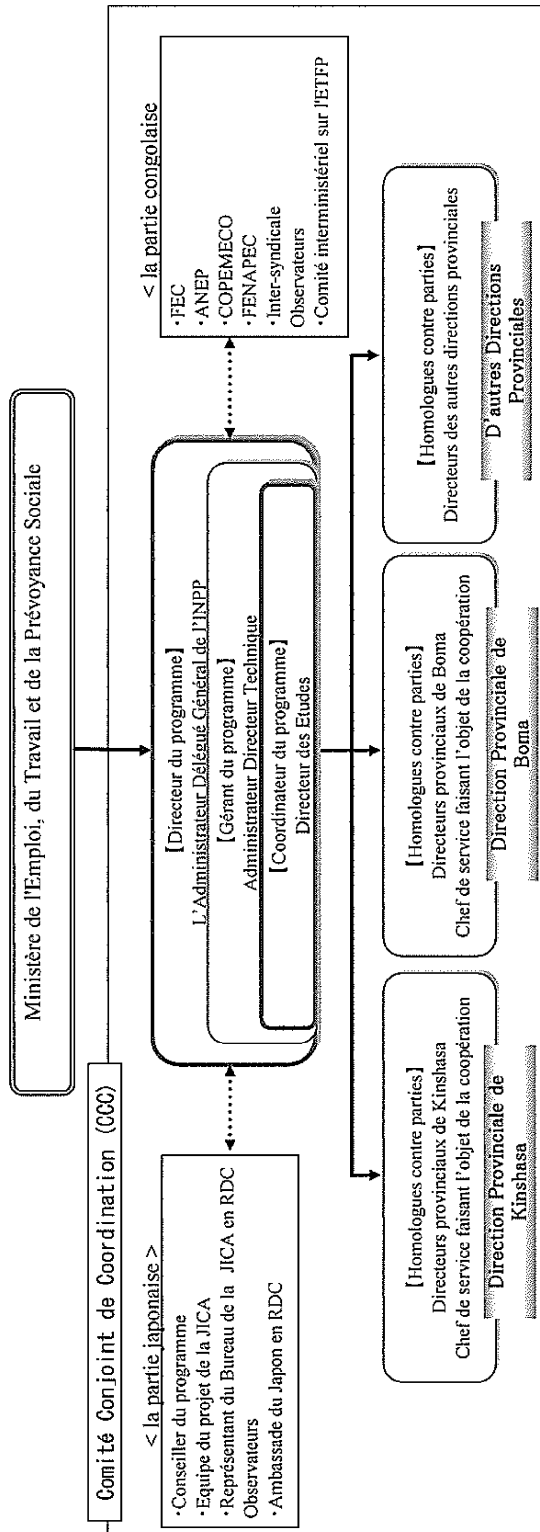 Ministère de l'Emploi, du Travail et de la Prévoyance Sociale
Comité Conjoint de Coordination (CCC)
< la partie japonaise >
・Conseiller du programme
・Equipe du projet de la JICA
・Représentant du Bureau de la JICA en RDC
Observateurs
・Ambassade du Japon en RDC
【Directeur du programme】
L'Administrateur Délégué Général de l'INPP
【Gérant du programme】
Administrateur Directeur Technique
【Coordinateur du programme】
Directeur des Etudes
< la partie congolaise
・FEC
・ANEP
・COPEMECO
・FENAPEC
・Inter-syndicale
Observateurs
・Comité interministériel sur l'ETFP
【Homologues contre parties】
Directeurs provinciaux de Kinshasa
Chef de service faisant l'objet de la coopération
Direction Provinciale de
Kinshasa
【Homologues contre parties】
Directeurs provinciaux de Boma
Chef de service faisant l'objet de la coopération
Direction Provinciale de
Boma
【Homologues contre parties】
Directeurs des autres directions provinciales
D'autres Directions
Provinciales